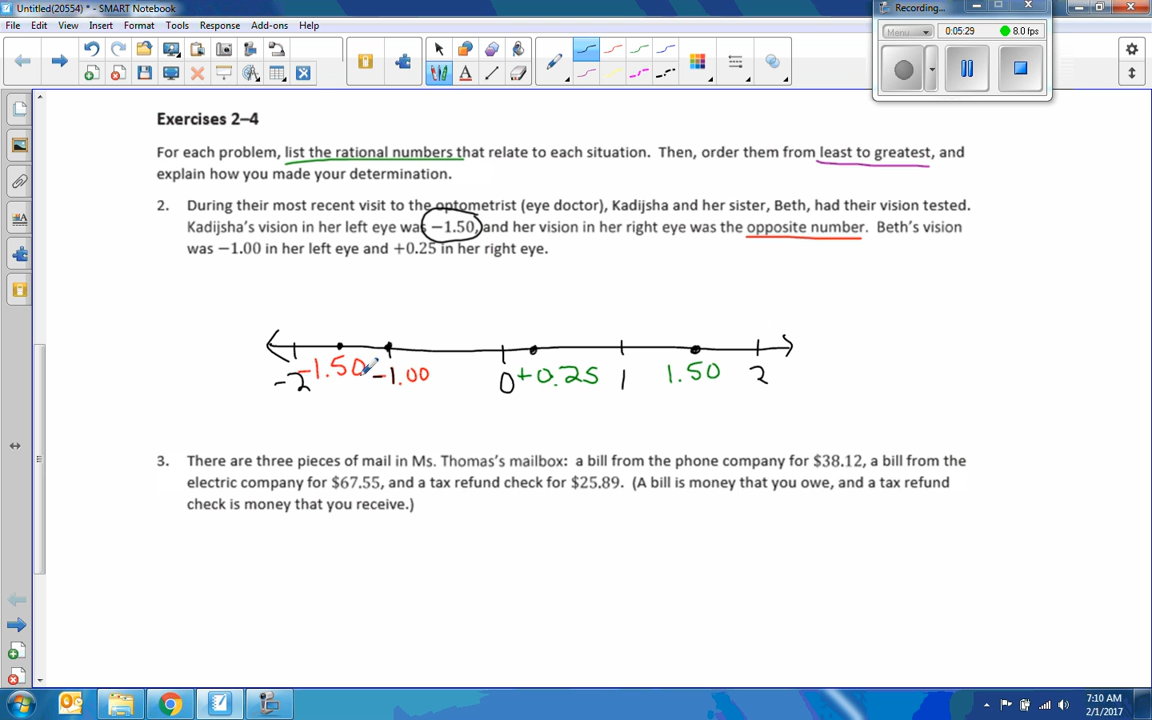 Untitled(20554) * - SMART Notebook
Recording...
File Edit View Insert Format Tools Response Add-ons Help
Menu 0:05:29 8.0 fps
Exercises 2–4
For each problem, list the rational numbers that relate to each situation. Then, order them from least to greatest, and
explain how you made your determination.
2. During their most recent visit to the optometrist (eye doctor), Kadijsha and her sister, Beth, had their vision tested.
Kadijsha's vision in her left eye was −1.50, and her vision in her right eye was the opposite number. Beth's vision
was −1.00 in her left eye and +0.25 in her right eye.
-2 -1.50 -1.00 0 +0.25 1 1.50 2
3. There are three pieces of mail in Ms. Thomas's mailbox: a bill from the phone company for $38.12, a bill from the
electric company for $67.55, and a tax refund check for $25.89. (A bill is money that you owe, and a tax refund
check is money that you receive.)
7:10 AM
2/1/2017